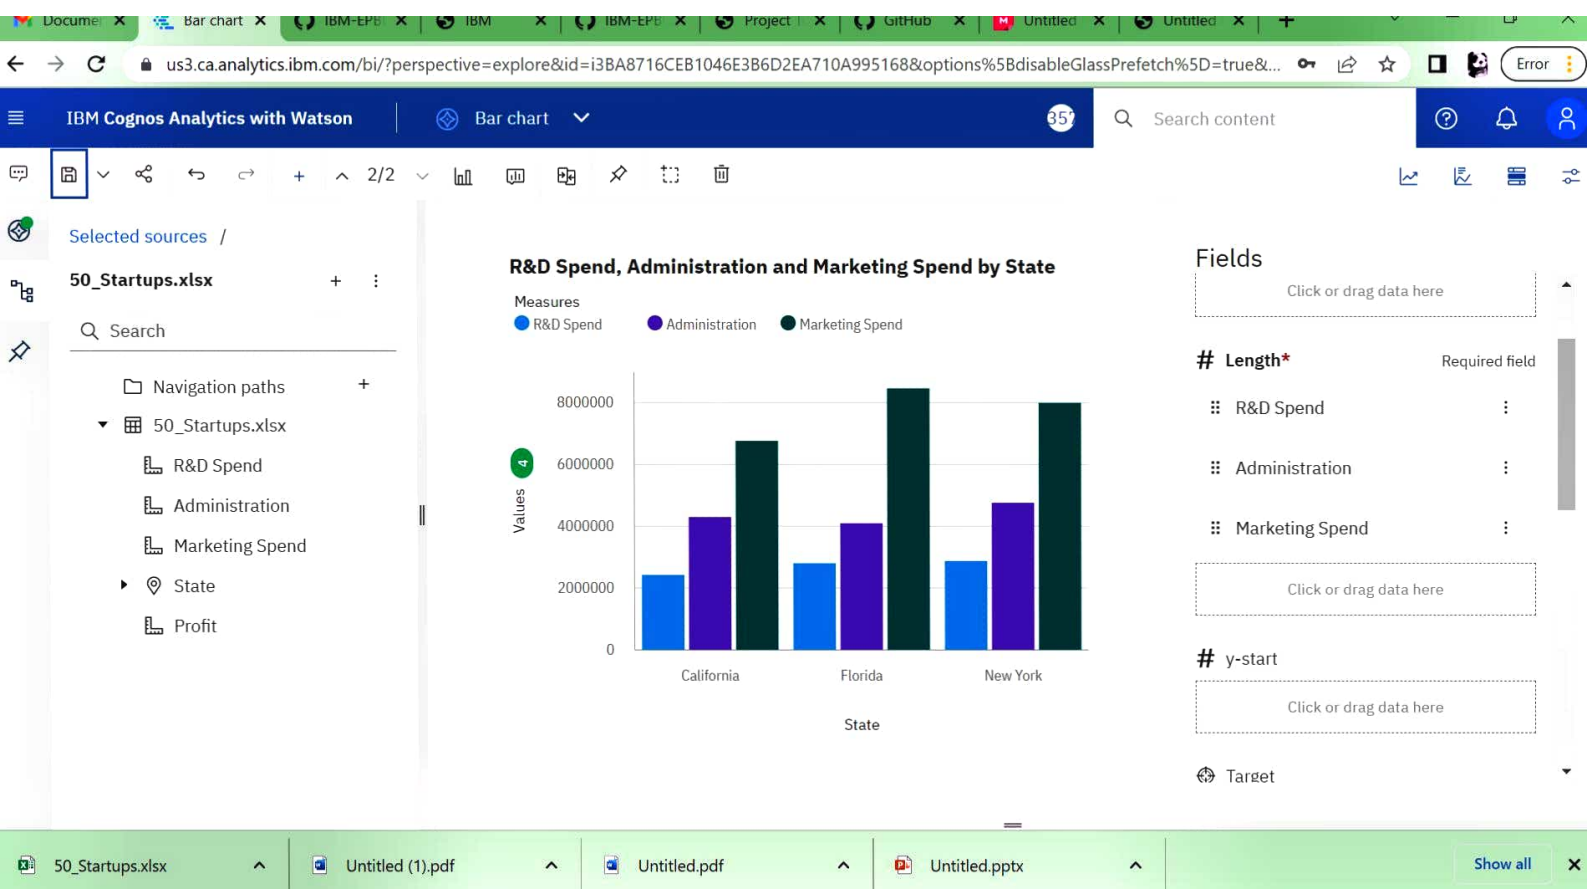 Documer
Bar chart
IBM-EPB
IBM
IBM-EPB
Project
GitHub
Untitled
Untitled
us3.ca.analytics.ibm.com/bi/?perspective=explore&id=i3BA8716CEB1046E3B6D2EA710A995168&options%5BdisableGlassPrefetch%5D=true&...
Error
IBM Cognos Analytics with Watson
Bar chart
357
Search content
2/2
Selected sources /
50_Startups.xlsx
Search
Navigation paths
50_Startups.xlsx
R&D Spend
Administration
Marketing Spend
State
Profit
R&D Spend, Administration and Marketing Spend by State
Measures
R&D Spend
Administration
Marketing Spend
8000000
6000000
4000000
2000000
0
4
Values
California
Florida
New York
State
Fields
Click or drag data here
# Length*
Required field
R&D Spend
Administration
Marketing Spend
Click or drag data here
# y-start
Click or drag data here
Target
50_Startups.xlsx
Untitled (1).pdf
Untitled.pdf
Untitled.pptx
Show all